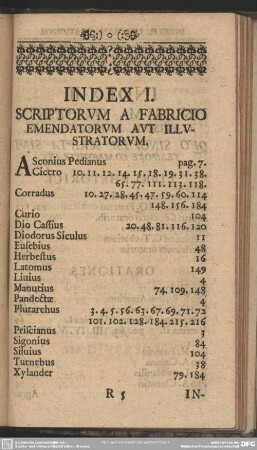 INDEX I.
SCRIPTORVM A FABRICIO
EMENDATORVM AVT ILLV-
STRATORVM.
Asconius Pedianus pag. 7.
Cicero 10. 11. 12. 14. 15. 18. 19. 31. 38.
65. 77. 111. 113. 118.
Corradus 10. 27. 28. 45. 47. 59. 60. 114
148. 156. 184
Curio 104
Dio Cassius 20. 48. 81. 116. 120
Diodorus Siculus 11
Eusebius 48
Herbestus 16
Latomus 149
Liuius 4
Manutius 74. 109. 148
Pandectæ 4
Plutarchus 3. 4. 5. 56. 63. 67. 69. 71. 72
101. 102. 128. 184. 215. 216
Priscianus 3
Sigonius 84
Siluius 104
Turnebus 38
Xylander 79. 184
R 5 IN-